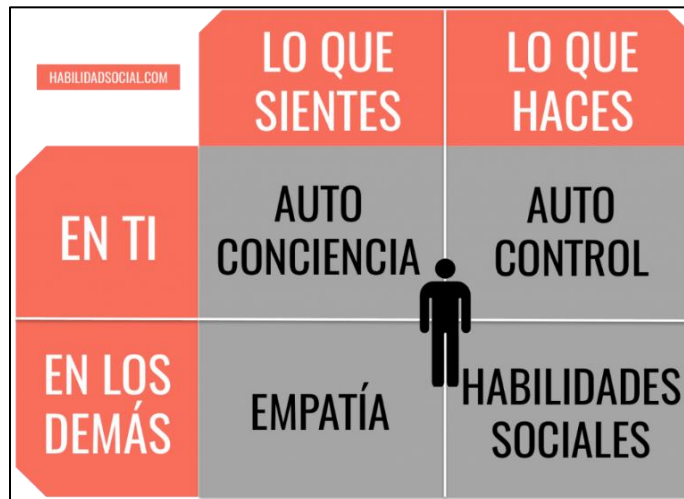 HABILIDADSOCIAL.COM
LO QUE
SIENTES
LO QUE
HACES
EN TI
AUTO
CONCIENCIA
AUTO
CONTROL
EN LOS
DEMÁS
EMPATÍA
HABILIDADES
SOCIALES